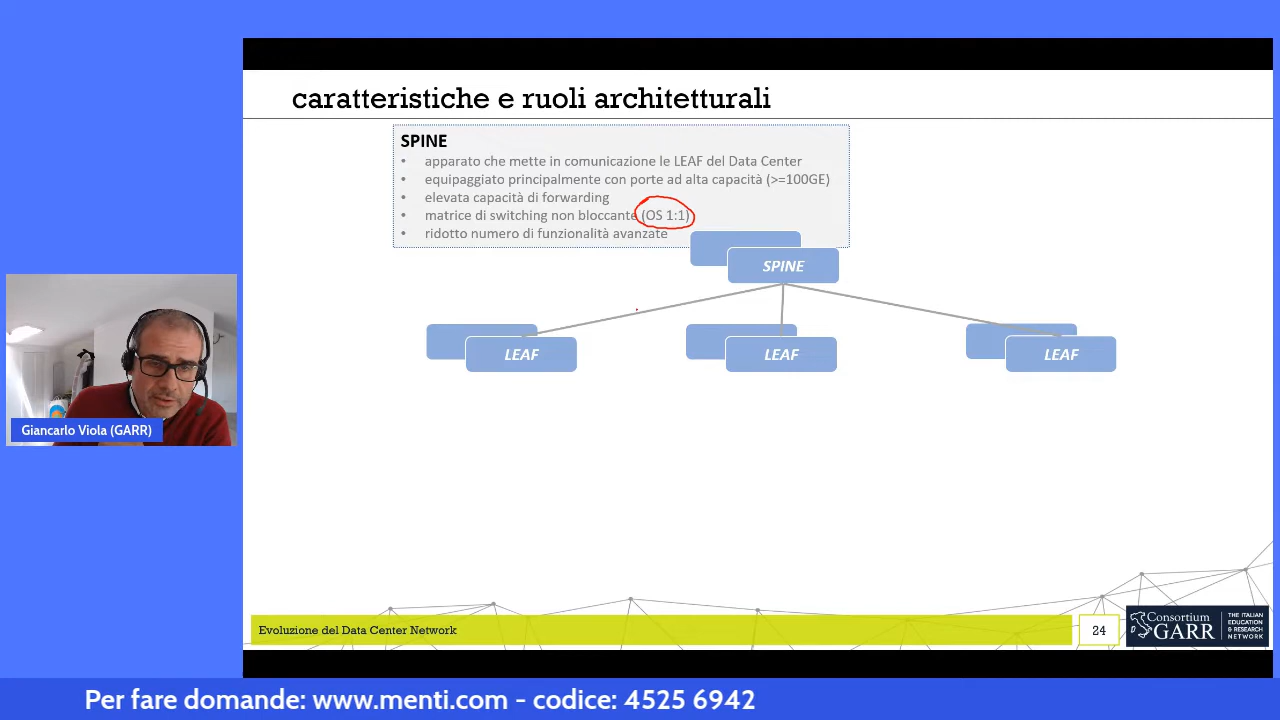 caratteristiche e ruoli architetturali
SPINE
• apparato che mette in comunicazione le LEAF del Data Center
• equipaggiato principalmente con porte ad alta capacità (>=100GE)
• elevata capacità di forwarding
• matrice di switching non bloccante (OS 1:1)
• ridotto numero di funzionalità avanzate
SPINE
LEAF
LEAF
LEAF
Giancarlo Viola (GARR)
Evoluzione del Data Center Network
24
Consortium
GARR
THE ITALIAN
EDUCATION
& RESEARCH
NETWORK
Per fare domande: www.menti.com - codice: 4525 6942